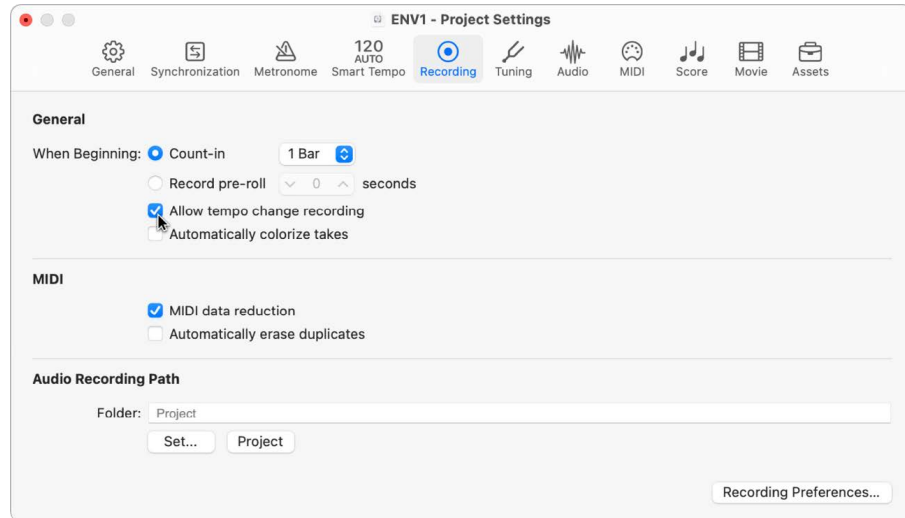 ENV1 - Project Settings
120
AUTO
General Synchronization Metronome Smart Tempo Recording Tuning Audio MIDI Score Movie Assets
General
When Beginning: Count-in 1 Bar
Record pre-roll 0 seconds
Allow tempo change recording
Automatically colorize takes
MIDI
MIDI data reduction
Automatically erase duplicates
Audio Recording Path
Folder: Project
Set... Project
Recording Preferences...